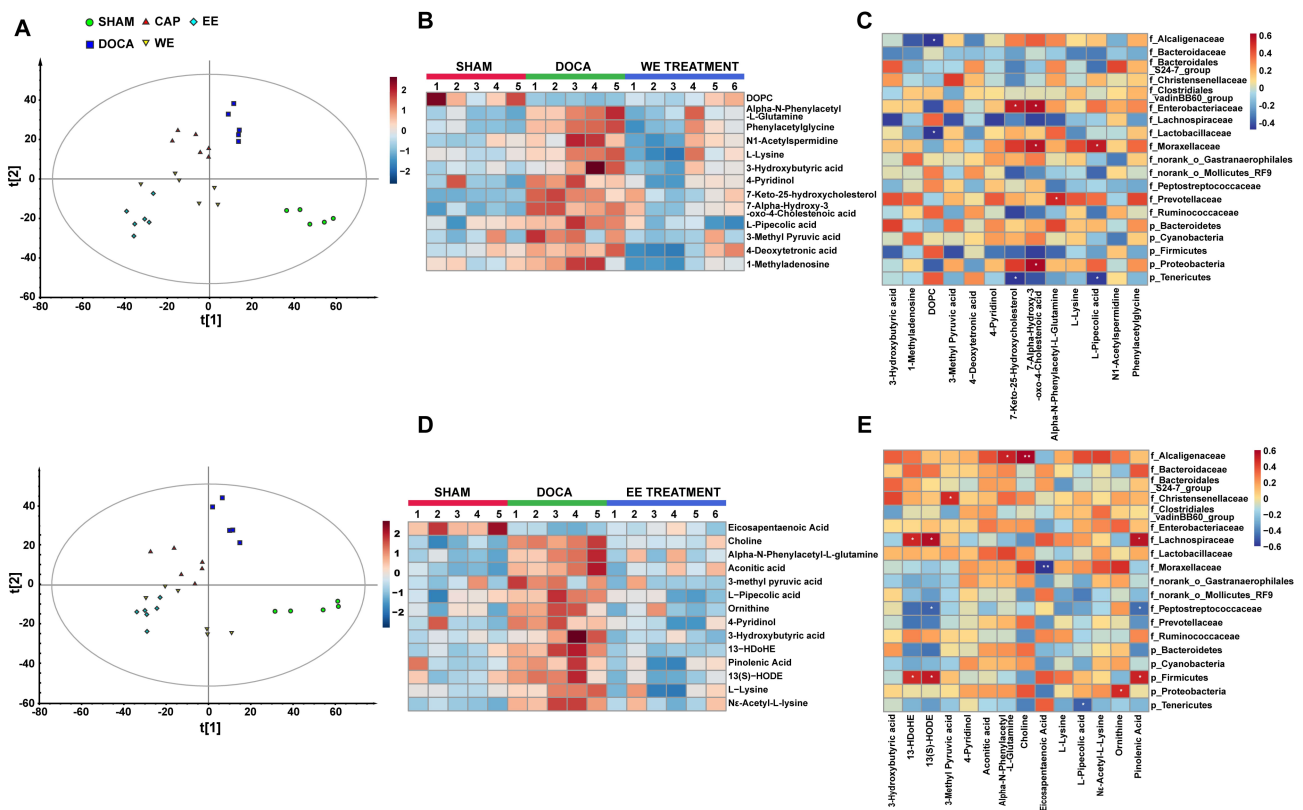 A
SHAM CAP EE
DOCA WE
t[2]
40
20
0
-20
-40
-60
-80 -60 -40 -20 0 20 40 60 80
t[1]
B
SHAM DOCA WE TREATMENT
1 2 3 4 5 1 2 3 4 5 1 2 3 4 5 6
2
1
0
−1
−2
DOPC
Alpha-N-Phenylacetyl
-L-Glutamine
Phenylacetylglycine
N1-Acetylspermidine
L-Lysine
3-Hydroxybutyric acid
4-Pyridinol
7-Keto-25-hydroxycholesterol
7-Alpha-Hydroxy-3
-oxo-4-Cholestenoic acid
L-Pipecolic acid
3-Methyl Pyruvic acid
4-Deoxytetronic acid
1-Methyladenosine
C
f_Alcaligenaceae
f_Bacteroidaceae
f_Bacteroidales
_S24-7_group
f_Christensenellaceae
f_Clostridiales
_vadinBB60_group
f_Enterobacteriaceae
f_Lachnospiraceae
f_Lactobacillaceae
f_Moraxellaceae
f_norank_o_Gastranaerophilales
f_norank_o_Mollicutes_RF9
f_Peptostreptococcaceae
f_Prevotellaceae
f_Ruminococcaceae
p_Bacteroidetes
p_Cyanobacteria
p_Firmicutes
p_Proteobacteria
p_Tenericutes
0.6
0.4
0.2
0
-0.2
-0.4
3-Hydroxybutyric acid
1-Methyladenosine
DOPC
3-Methyl Pyruvic acid
4−Deoxytetronic acid
4-Pyridinol
7-Keto-25-Hydroxycholesterol
7-Alpha-Hydroxy-3
-oxo-4-Cholestenoic acid
Alpha-N-Phenylacetyl-L-Glutamine
L-Lysine
L-Pipecolic acid
N1-Acetylspermidine
Phenylacetylglycine
t[2]
40
20
0
-20
-40
-60
-80 -60 -40 -20 0 20 40 60 80
t[1]
D
SHAM DOCA EE TREATMENT
1 2 3 4 5 1 2 3 4 5 1 2 3 4 5 6
2
1
0
−1
−2
Eicosapentaenoic Acid
Choline
Alpha-N-Phenylacetyl-L-glutamine
Aconitic acid
3-methyl pyruvic acid
L−Pipecolic acid
Ornithine
4-Pyridinol
3-Hydroxybutyric acid
13−HDoHE
Pinolenic Acid
13(S)−HODE
L−Lysine
Nε-Acetyl-L-lysine
E
f_Alcaligenaceae
f_Bacteroidaceae
f_Bacteroidales
_S24-7_group
f_Christensenellaceae
f_Clostridiales
_vadinBB60_group
f_Enterobacteriaceae
f_Lachnospiraceae
f_Lactobacillaceae
f_Moraxellaceae
f_norank_o_Gastranaerophilales
f_norank_o_Mollicutes_RF9
f_Peptostreptococcaceae
f_Prevotellaceae
f_Ruminococcaceae
p_Bacteroidetes
p_Cyanobacteria
p_Firmicutes
p_Proteobacteria
p_Tenericutes
0.6
0.4
0.2
0
−0.2
−0.4
−0.6
3-Hydroxybutyric acid
13-HDoHE
13(S)-HODE
3-Methyl Pyruvic acid
4-Pyridinol
Aconitic acid
Alpha-N-Phenylacetyl
-L-Glutamine
Choline
Eicosapentaenoic Acid
L-Lysine
L-Pipecolic acid
Nε-Acetyl-L-Lysine
Ornithine
Pinolenic Acid